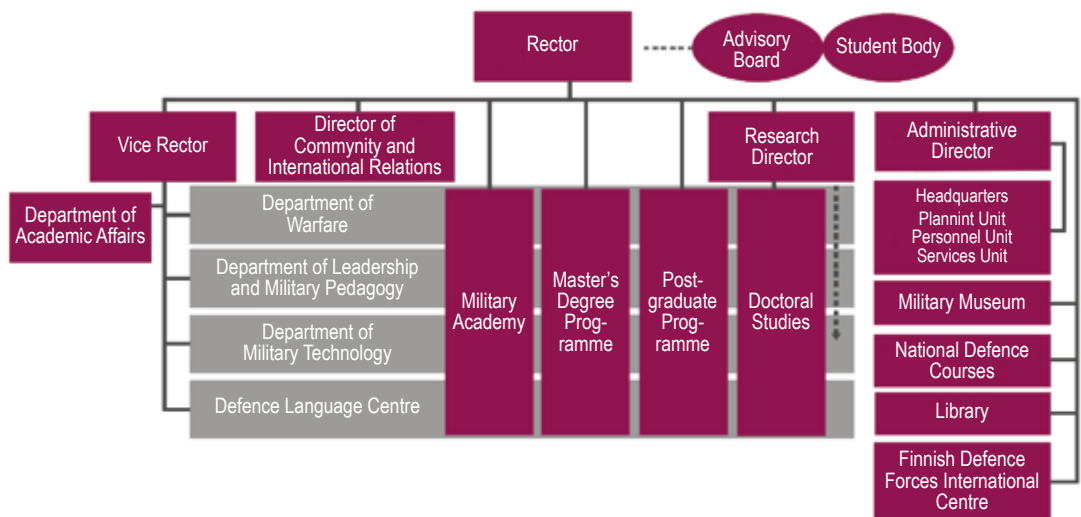 Rector
Advisory
Board
Student Body
Vice Rector
Director of
Commynity and
International Relations
Research
Director
Administrative
Director
Department of
Academic Affairs
Department of
Warfare
Department of Leadership
and Military Pedagogy
Department of
Military Technology
Defence Language Centre
Military
Academy
Master's
Degree
Prog-
ramme
Post-
graduate
Prog-
ramme
Doctoral
Studies
Headquarters
Plannint Unit
Personnel Unit
Services Unit
Military Museum
National Defence
Courses
Library
Finnish Defence
Forces International
Centre